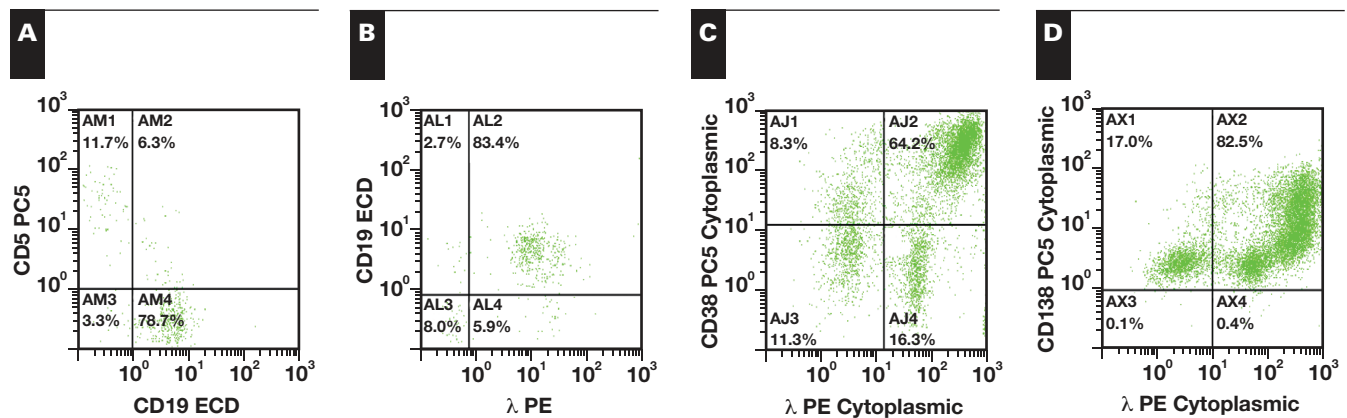 A
10³
10²
10¹
10⁰
CD5 PC5
AM1
11.7%
AM2
6.3%
AM3
3.3%
AM4
78.7%
10⁰ 10¹ 10² 10³
CD19 ECD
B
10³
10²
10¹
10⁰
CD19 ECD
AL1
2.7%
AL2
83.4%
AL3
8.0%
AL4
5.9%
10⁰ 10¹ 10² 10³
λ PE
C
10³
10²
10¹
10⁰
CD38 PC5 Cytoplasmic
AJ1
8.3%
AJ2
64.2%
AJ3
11.3%
AJ4
16.3%
10⁰ 10¹ 10² 10³
λ PE Cytoplasmic
D
10³
10²
10¹
10⁰
CD138 PC5 Cytoplasmic
AX1
17.0%
AX2
82.5%
AX3
0.1%
AX4
0.4%
10⁰ 10¹ 10² 10³
λ PE Cytoplasmic